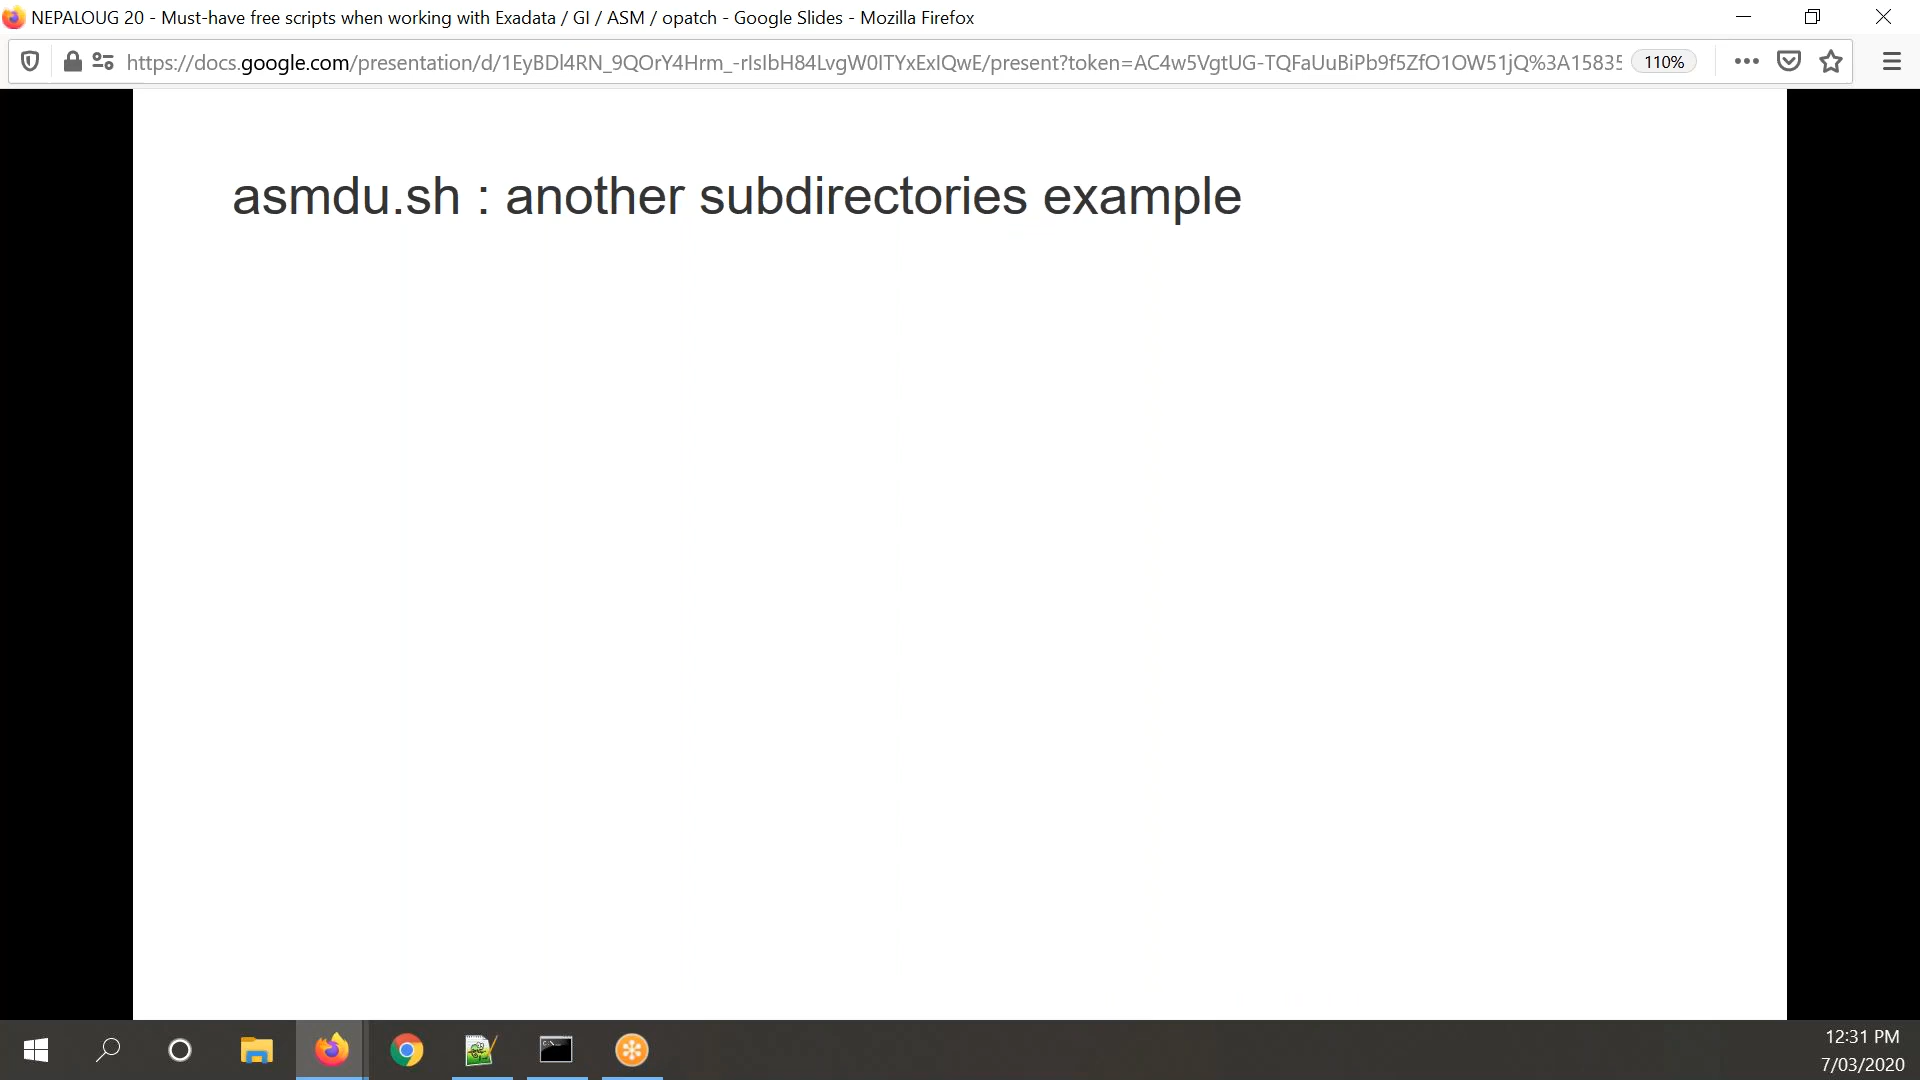 NEPALOUG 20 - Must-have free scripts when working with Exadata / GI / ASM / opatch - Google Slides - Mozilla Firefox
https://docs.google.com/presentation/d/1EyBDl4RN_9QOrY4Hrm_-rIsIbH84LvgW0ITYxExIQwE/present?token=AC4w5VgtUG-TQFaUuBiPb9f5ZfO1OW51jQ%3A15835 110%
asmdu.sh : another subdirectories example
12:31 PM
7/03/2020